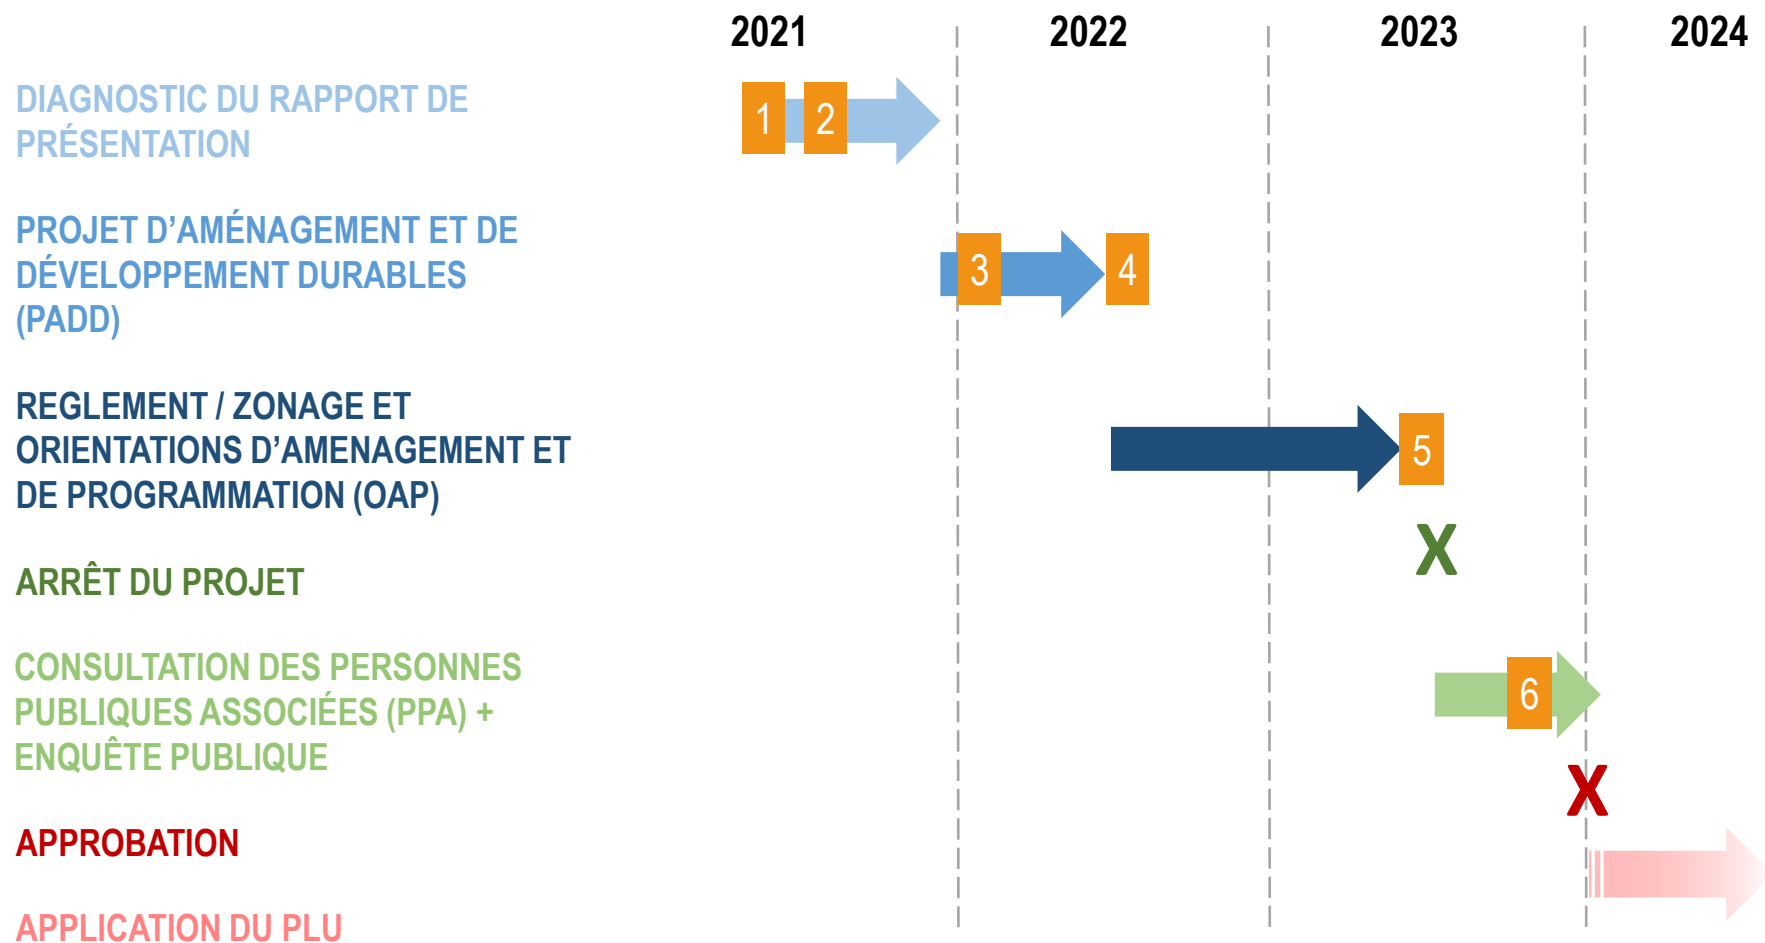 2021 2022 2023 2024
DIAGNOSTIC DU RAPPORT DE
PRÉSENTATION
1 2
PROJET D’AMÉNAGEMENT ET DE
DÉVELOPPEMENT DURABLES
(PADD)
3 4
REGLEMENT / ZONAGE ET
ORIENTATIONS D’AMENAGEMENT ET
DE PROGRAMMATION (OAP)
5
X
ARRÊT DU PROJET
CONSULTATION DES PERSONNES
PUBLIQUES ASSOCIÉES (PPA) +
ENQUÊTE PUBLIQUE
6
X
APPROBATION
APPLICATION DU PLU